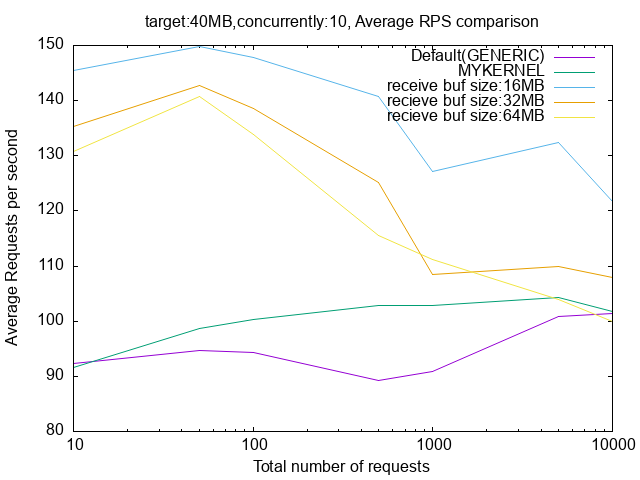 target:40MB,concurrently:10, Average RPS comparison
150
140
130
120
110
100
90
80
Average Requests per second
Default(GENERIC)
MYKERNEL
receive buf size:16MB
recieve buf size:32MB
recieve buf size:64MB
10
100
1000
10000
Total number of requests